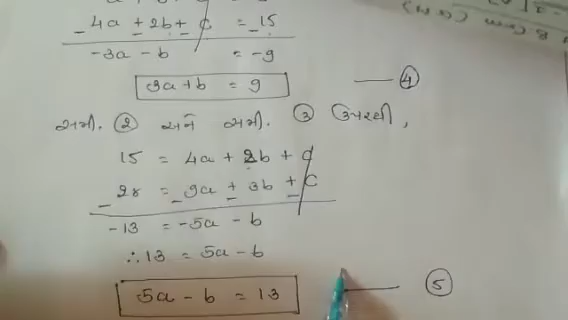 - 4a + 2b + c = 15
-3a - b = -9
3a + b = 9 —— ④
સમી. ② અને સમી. ③ ઉપરથી,
15 = 4a + 2b + c
- 28 = 9a + 3b + c
-13 = -5a - b
∴ 13 = 5a - b
5a - b = 13 —— ⑤